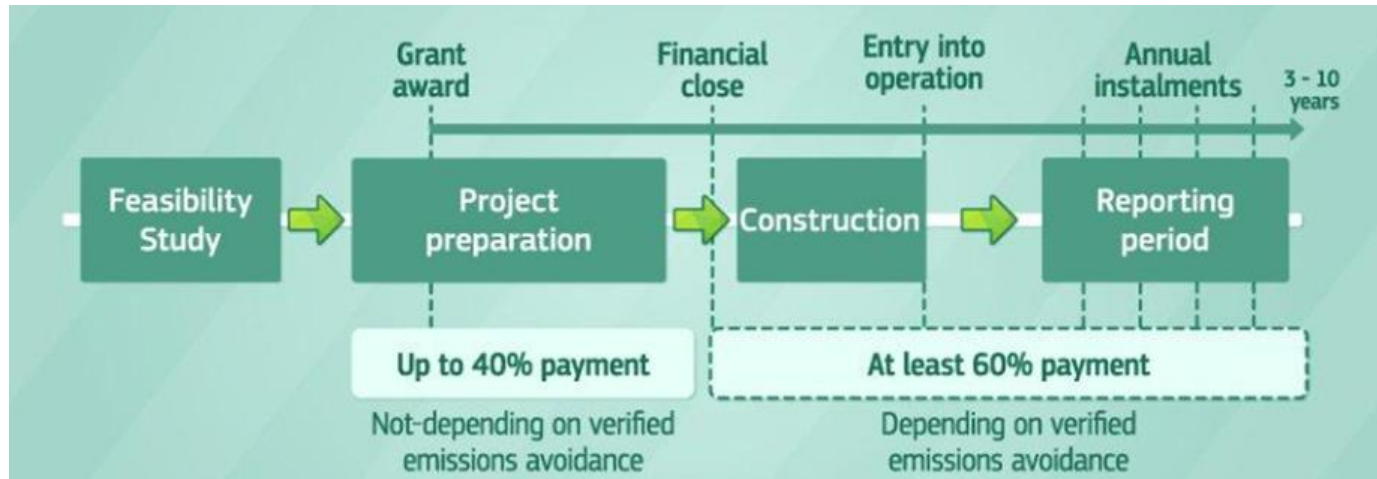 Grant
award
Financial
close
Entry into
operation
Annual
instalments
3 - 10
years
Feasibility
Study
Project
preparation
Construction
Reporting
period
Up to 40% payment
At least 60% payment
Not-depending on verified
emissions avoidance
Depending on verified
emissions avoidance